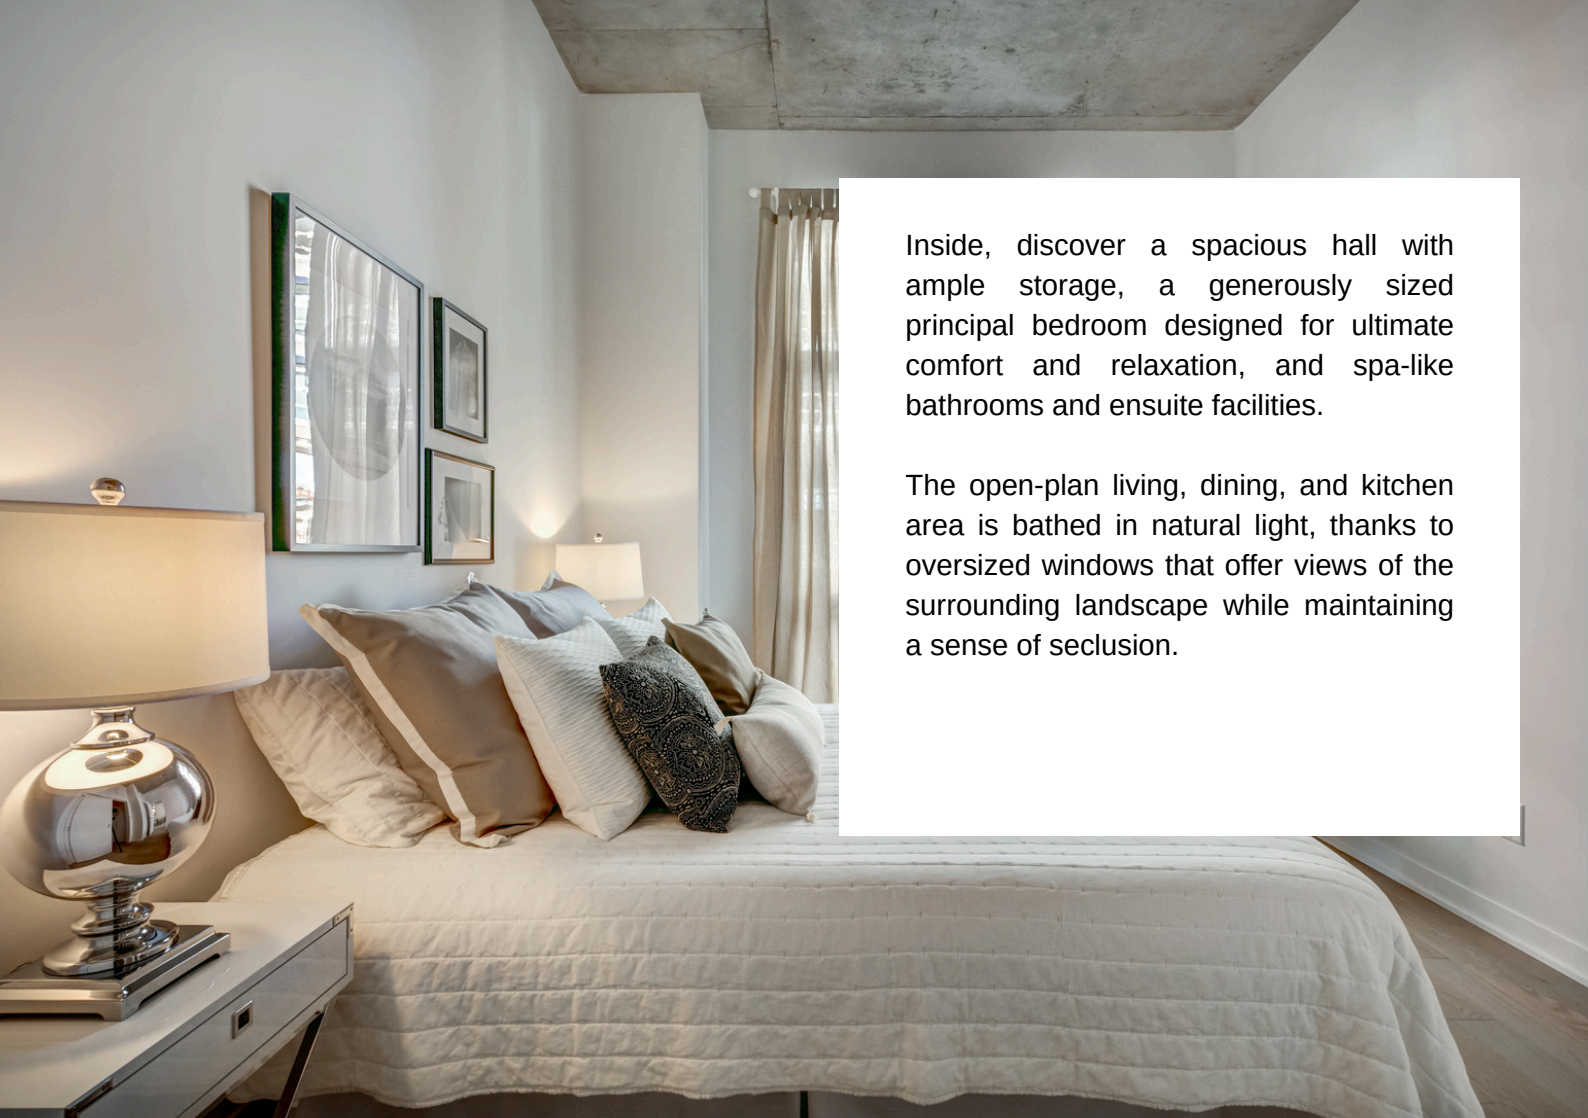 Inside, discover a spacious hall with
ample storage, a generously sized
principal bedroom designed for ultimate
comfort and relaxation, and spa-like
bathrooms and ensuite facilities.
The open-plan living, dining, and kitchen
area is bathed in natural light, thanks to
oversized windows that offer views of the
surrounding landscape while maintaining
a sense of seclusion.